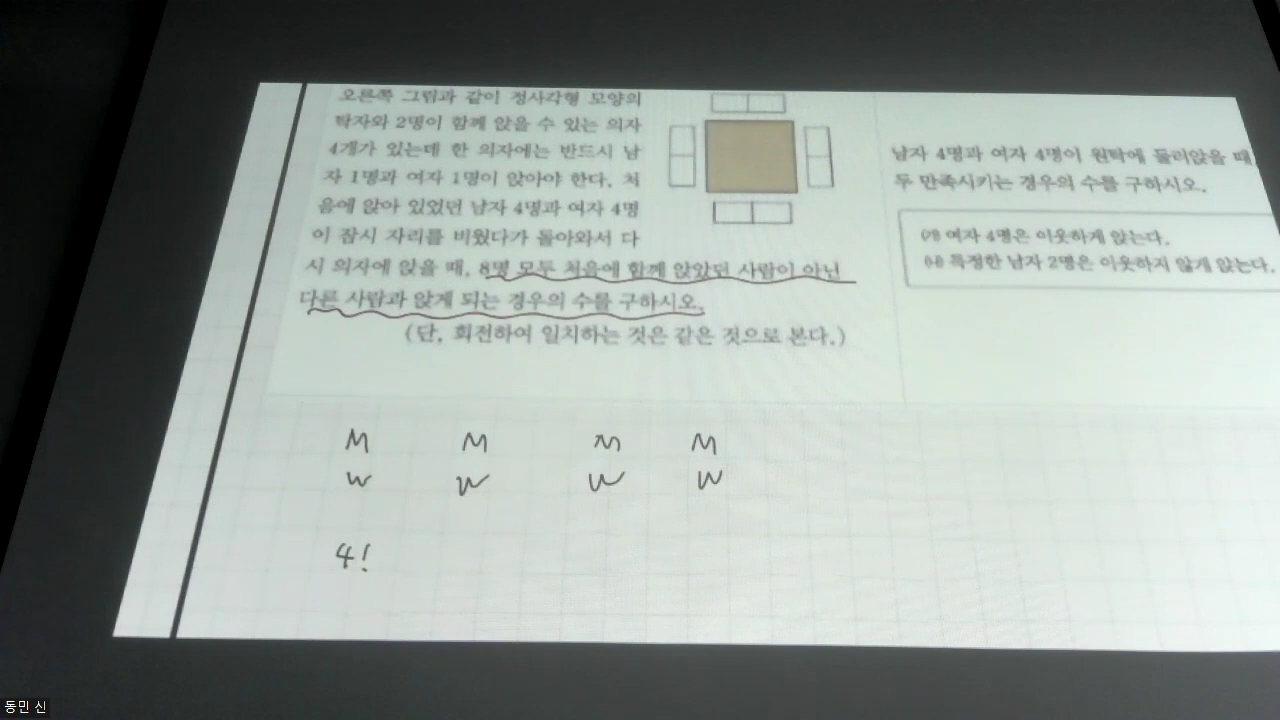 오른쪽 그림과 같이 정사각형 모양의
탁자와 2명이 함께 앉을 수 있는 의자
4개가 있는데 한 의자에는 반드시 남
자 1명과 여자 1명이 앉아야 한다. 처
음에 앉아 있었던 남자 4명과 여자 4명
이 잠시 자리를 비웠다가 돌아와서 다
시 의자에 앉을 때, 8명 모두 처음에 함께 앉았던 사람이 아닌
다른 사람과 앉게 되는 경우의 수를 구하시오.
(단, 회전하여 일치하는 것은 같은 것으로 본다.)
남자 4명과 여자 4명이 원탁에 둘러앉을 때,
두 만족시키는 경우의 수를 구하시오.
(가) 여자 4명은 이웃하게 앉는다.
(나) 특정한 남자 2명은 이웃하지 않게 앉는다.
M M M M
W W W W
4!
동민 신